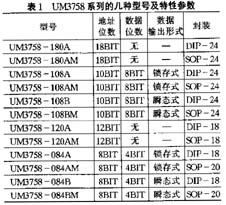 表1 UM3758系列的几种型号及特性参数
型号 地址位数 数据位数 数据输出形式 封装
UM3758-180A 18BIT 无 — DIP-24
UM3758-180AM 18BIT 无 — SOP-24
UM3758-108A 10BIT 8BIT 锁存式 DIP-24
UM3758-108AM 10BIT 8BIT 锁存式 SOP-24
UM3758-108B 10BIT 8BIT 瞬态式 DIP-24
UM3758-108BM 10BIT 8BIT 瞬态式 SOP-24
UM3758-120A 12BIT 无 — DIP-18
UM3758-120AM 12BIT 无 — SOP-18
UM3758-084A 8BIT 4BIT 锁存式 DIP-18
UM3758-084AM 8BIT 4BIT 锁存式 SOP-20
UM3758-084B 8BIT 4BIT 瞬态式 DIP-18
UM3758-084BM 8BIT 4BIT 瞬态式 SOP-20